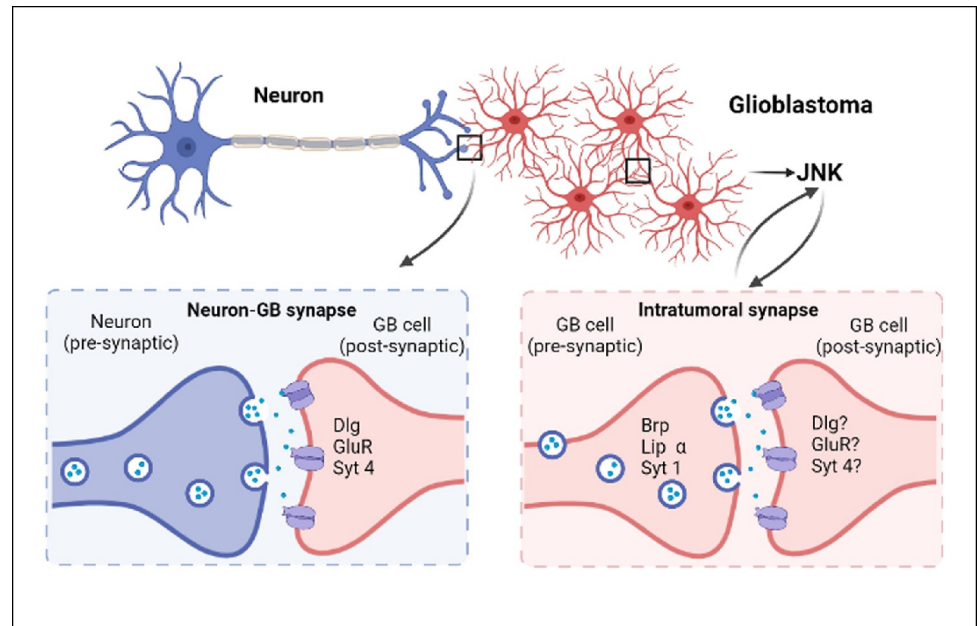 Neuron
Glioblastoma
JNK
Neuron-GB synapse
Neuron
(pre-synaptic)
GB cell
(post-synaptic)
Dlg
GluR
Syt 4
Intratumoral synapse
GB cell
(pre-synaptic)
GB cell
(post-synaptic)
Brp
Lip α
Syt 1
Dlg?
GluR?
Syt 4?